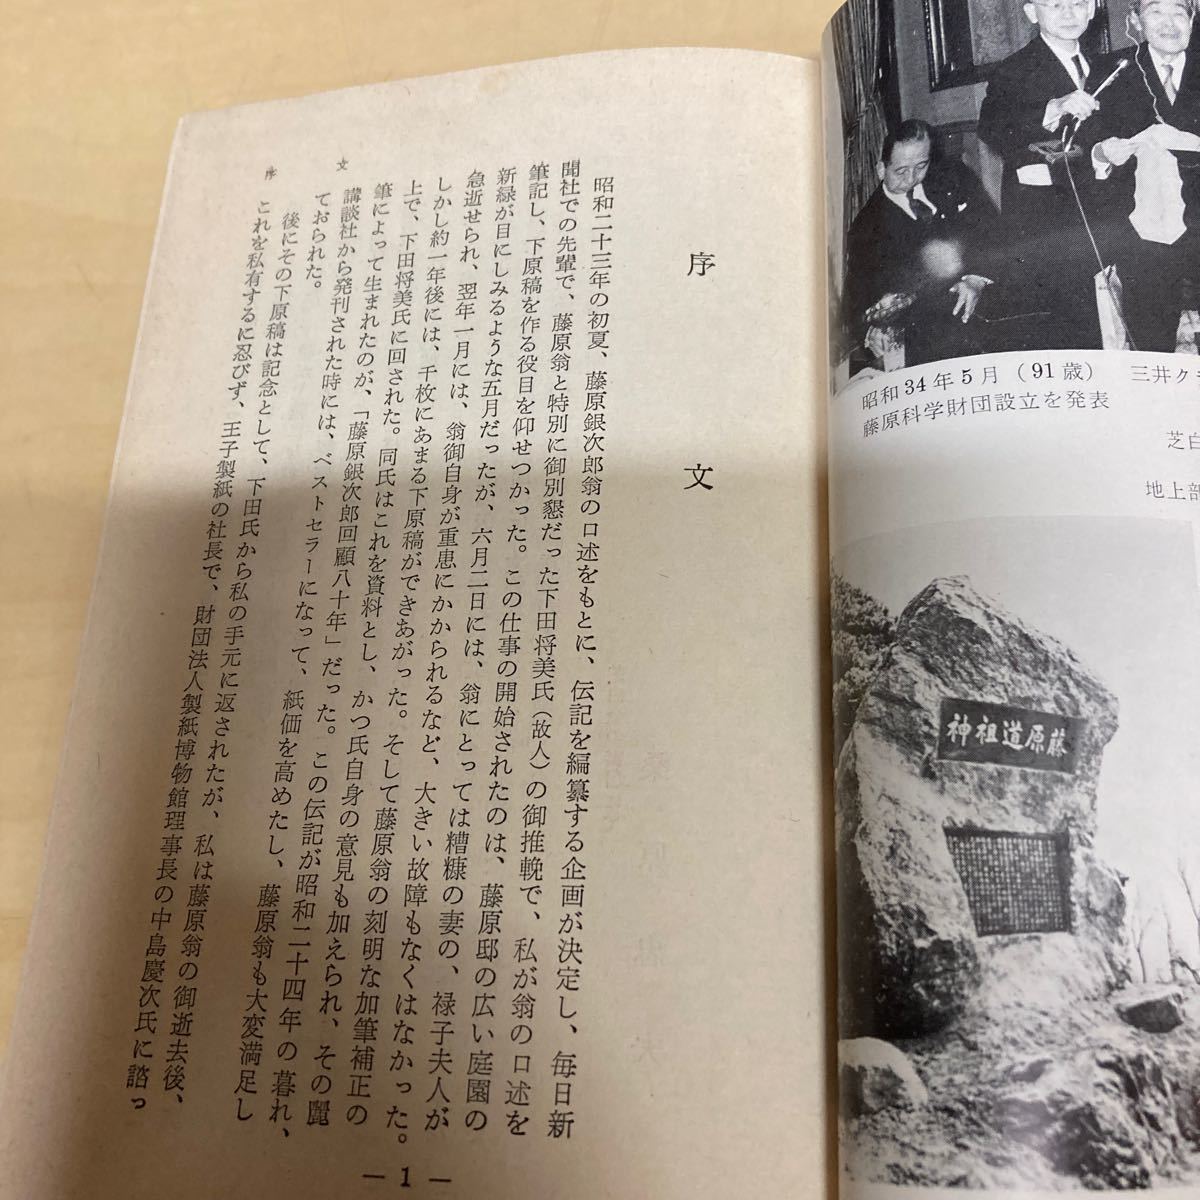 昭和34年5月（91歳）
藤原科学財団設立を発表
三井ク
芝白
地上部
藤原道祖神
序文
昭和二十三年の初夏、藤原銀次郎翁の口述をもとに、伝記を編纂する企画が決定し、毎日新
聞社での先輩で、藤原翁と特別に御別懇だった下田将美氏（故人）の御推輓で、私が翁の口述を
筆記し、下原稿を作る役目を仰せつかった。この仕事の開始されたのは、藤原邸の広い庭園の
新緑が目にしみるような五月だったが、六月二日には、翁にとっては糟糠の妻の、禄子夫人が
急逝せられ、翌年一月には、翁御自身が重患にかかられるなど、大きい故障もなくはなかった。
しかし約一年後には、千枚にあまる下原稿ができあがった。そして藤原翁の刻明な加筆補正の
上で、下田将美氏に回された。同氏はこれを資料とし、かつ氏自身の意見も加えられ、その麗
筆によって生まれたのが、「藤原銀次郎回顧八十年」だった。この伝記が昭和二十四年の暮れ、
講談社から発刊された時には、ベストセラーになって、紙価を高めたし、藤原翁も大変満足し
ておられた。
後にその下原稿は記念として、下田氏から私の手元に返されたが、私は藤原翁の御逝去後、
これを私有するに忍びず、王子製紙の社長で、財団法人製紙博物館理事長の中島慶次氏に諮っ
序文
— 1 —